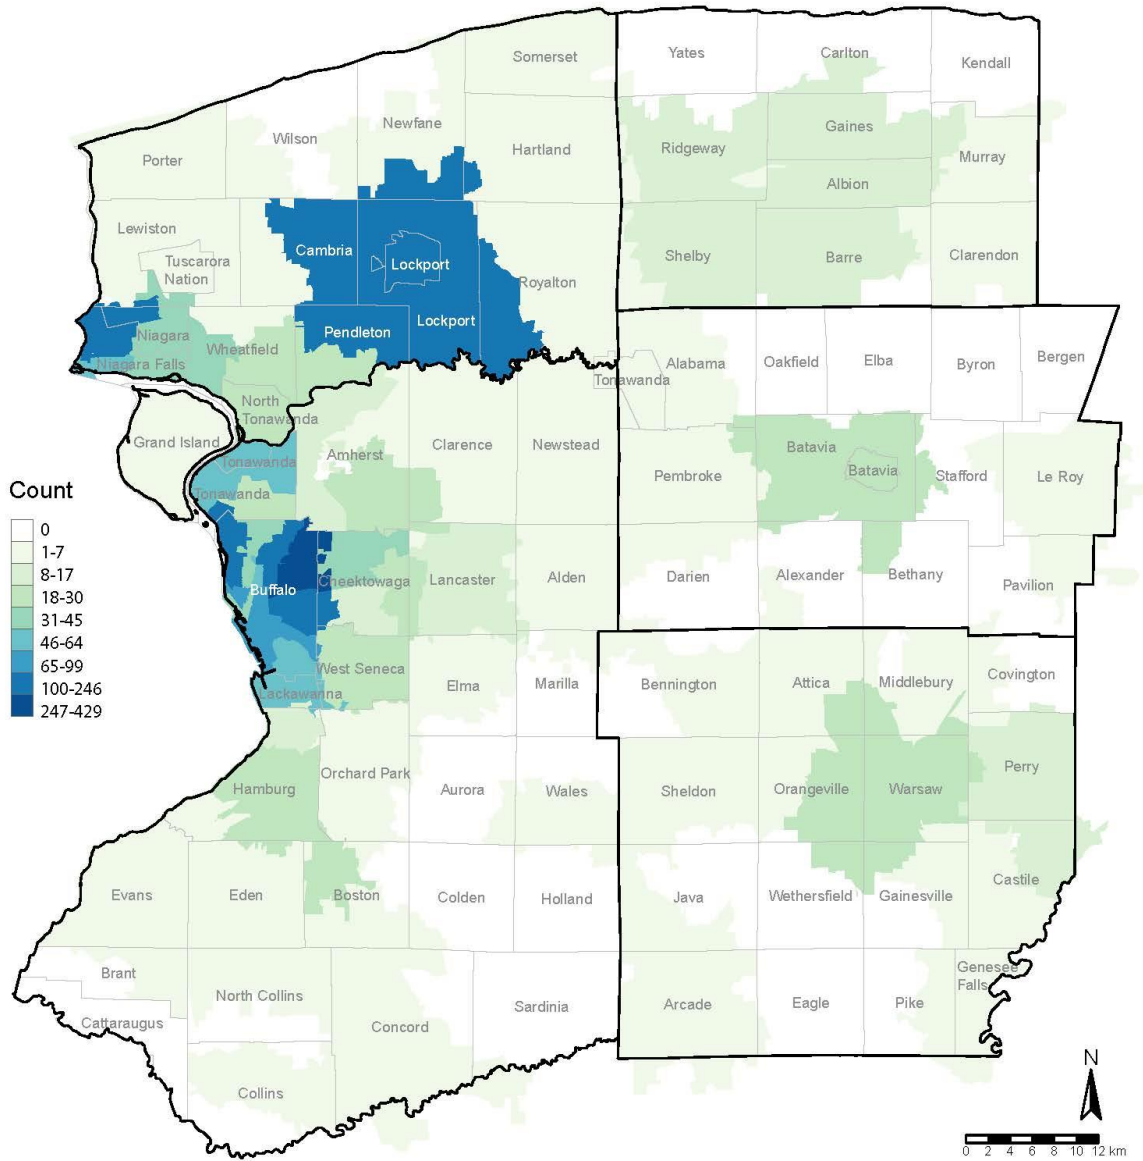 Somerset
Yates
Carlton
Kendall
Newfane
Wilson
Gaines
Ridgeway
Hartland
Murray
Porter
Albion
Lewiston
Cambria
Tuscarora
Nation
Lockport
Shelby
Barre
Clarendon
Royalton
Lockport
Pendleton
Niagara
Wheatfield
Niagara Falls
Alabama
Oakfield
Elba
Byron
Bergen
Tonawanda
North
Tonawanda
Grand Island
Clarence
Newstead
Amherst
Batavia
Batavia
Tonawanda
Pembroke
Stafford
Le Roy
Tonawanda
Count
0
1-7
8-17
18-30
31-45
46-64
65-99
100-246
247-429
Buffalo
Cheektowaga
Lancaster
Alden
Darien
Alexander
Bethany
Pavilion
West Seneca
Lackawanna
Elma
Marilla
Bennington
Attica
Middlebury
Covington
Orchard Park
Hamburg
Aurora
Wales
Sheldon
Orangeville
Warsaw
Perry
Evans
Eden
Boston
Colden
Holland
Java
Wethersfield
Gainesville
Castile
Brant
North Collins
Cattaraugus
Concord
Sardinia
Arcade
Eagle
Pike
Genesee
Falls
Collins
N
0 2 4 6 8 10 12 km